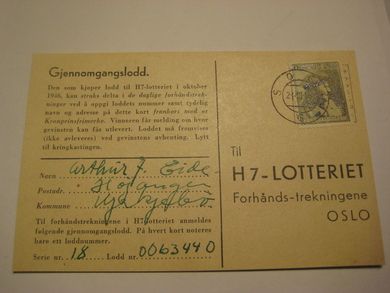 Gjennomgangslodd.
Den som kjøper lodd til H7-lotteriet i oktober
1946, kan straks delta i de daglige forhåndstrek-
ninger ved å oppgi loddets nummer samt tydelig
navn og adresse på dette kort frankert med et
Kronprinsfrimerke. Vinneren får melding om hvor
gevinsten kan fåt utlevert. Loddet må fremvises
(ikke avleveres) ved gevinstens avhenting. Lytt
til kringkastingen.
Navn Arthur J. Eide
Postadr.
Kommune
Til forhåndstrekningene i H7-lotteriet anmeldes
følgende gjennomgangslodd. På hvert kort noteres
bare ett loddnummer.
Serie nr. 18 Lodd nr. 0063440
Til
H7-LOTTERIET
Forhånds-trekningene
OSLO